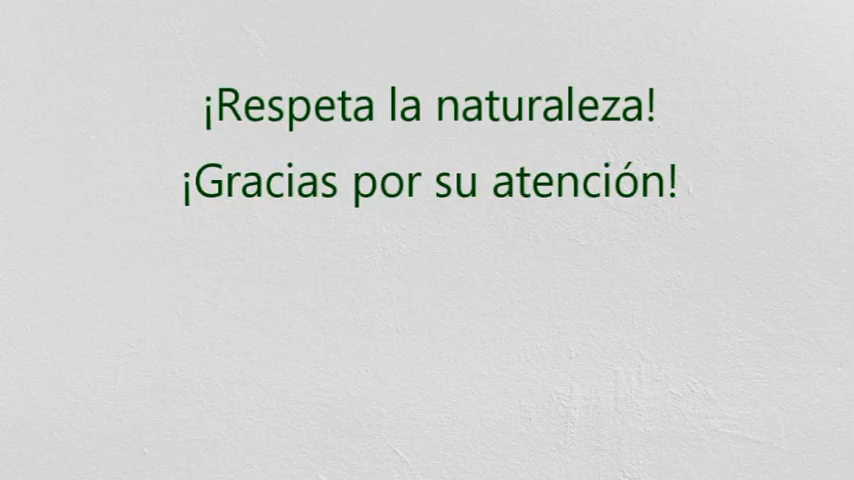 ¡Respeta la naturaleza!
¡Gracias por su atención!